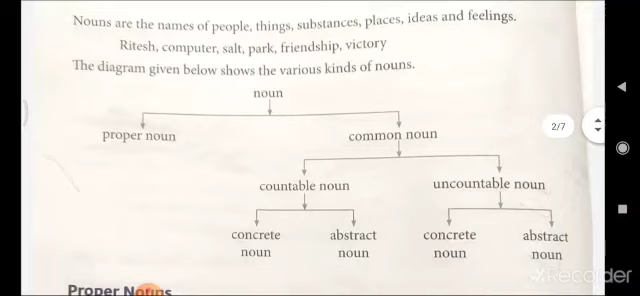 Nouns are the names of people, things, substances, places, ideas and feelings.
Ritesh, computer, salt, park, friendship, victory
The diagram given below shows the various kinds of nouns.
noun
proper noun common noun
2/7
countable noun uncountable noun
concrete noun abstract noun concrete noun abstract noun
XRecorder
Proper Nouns